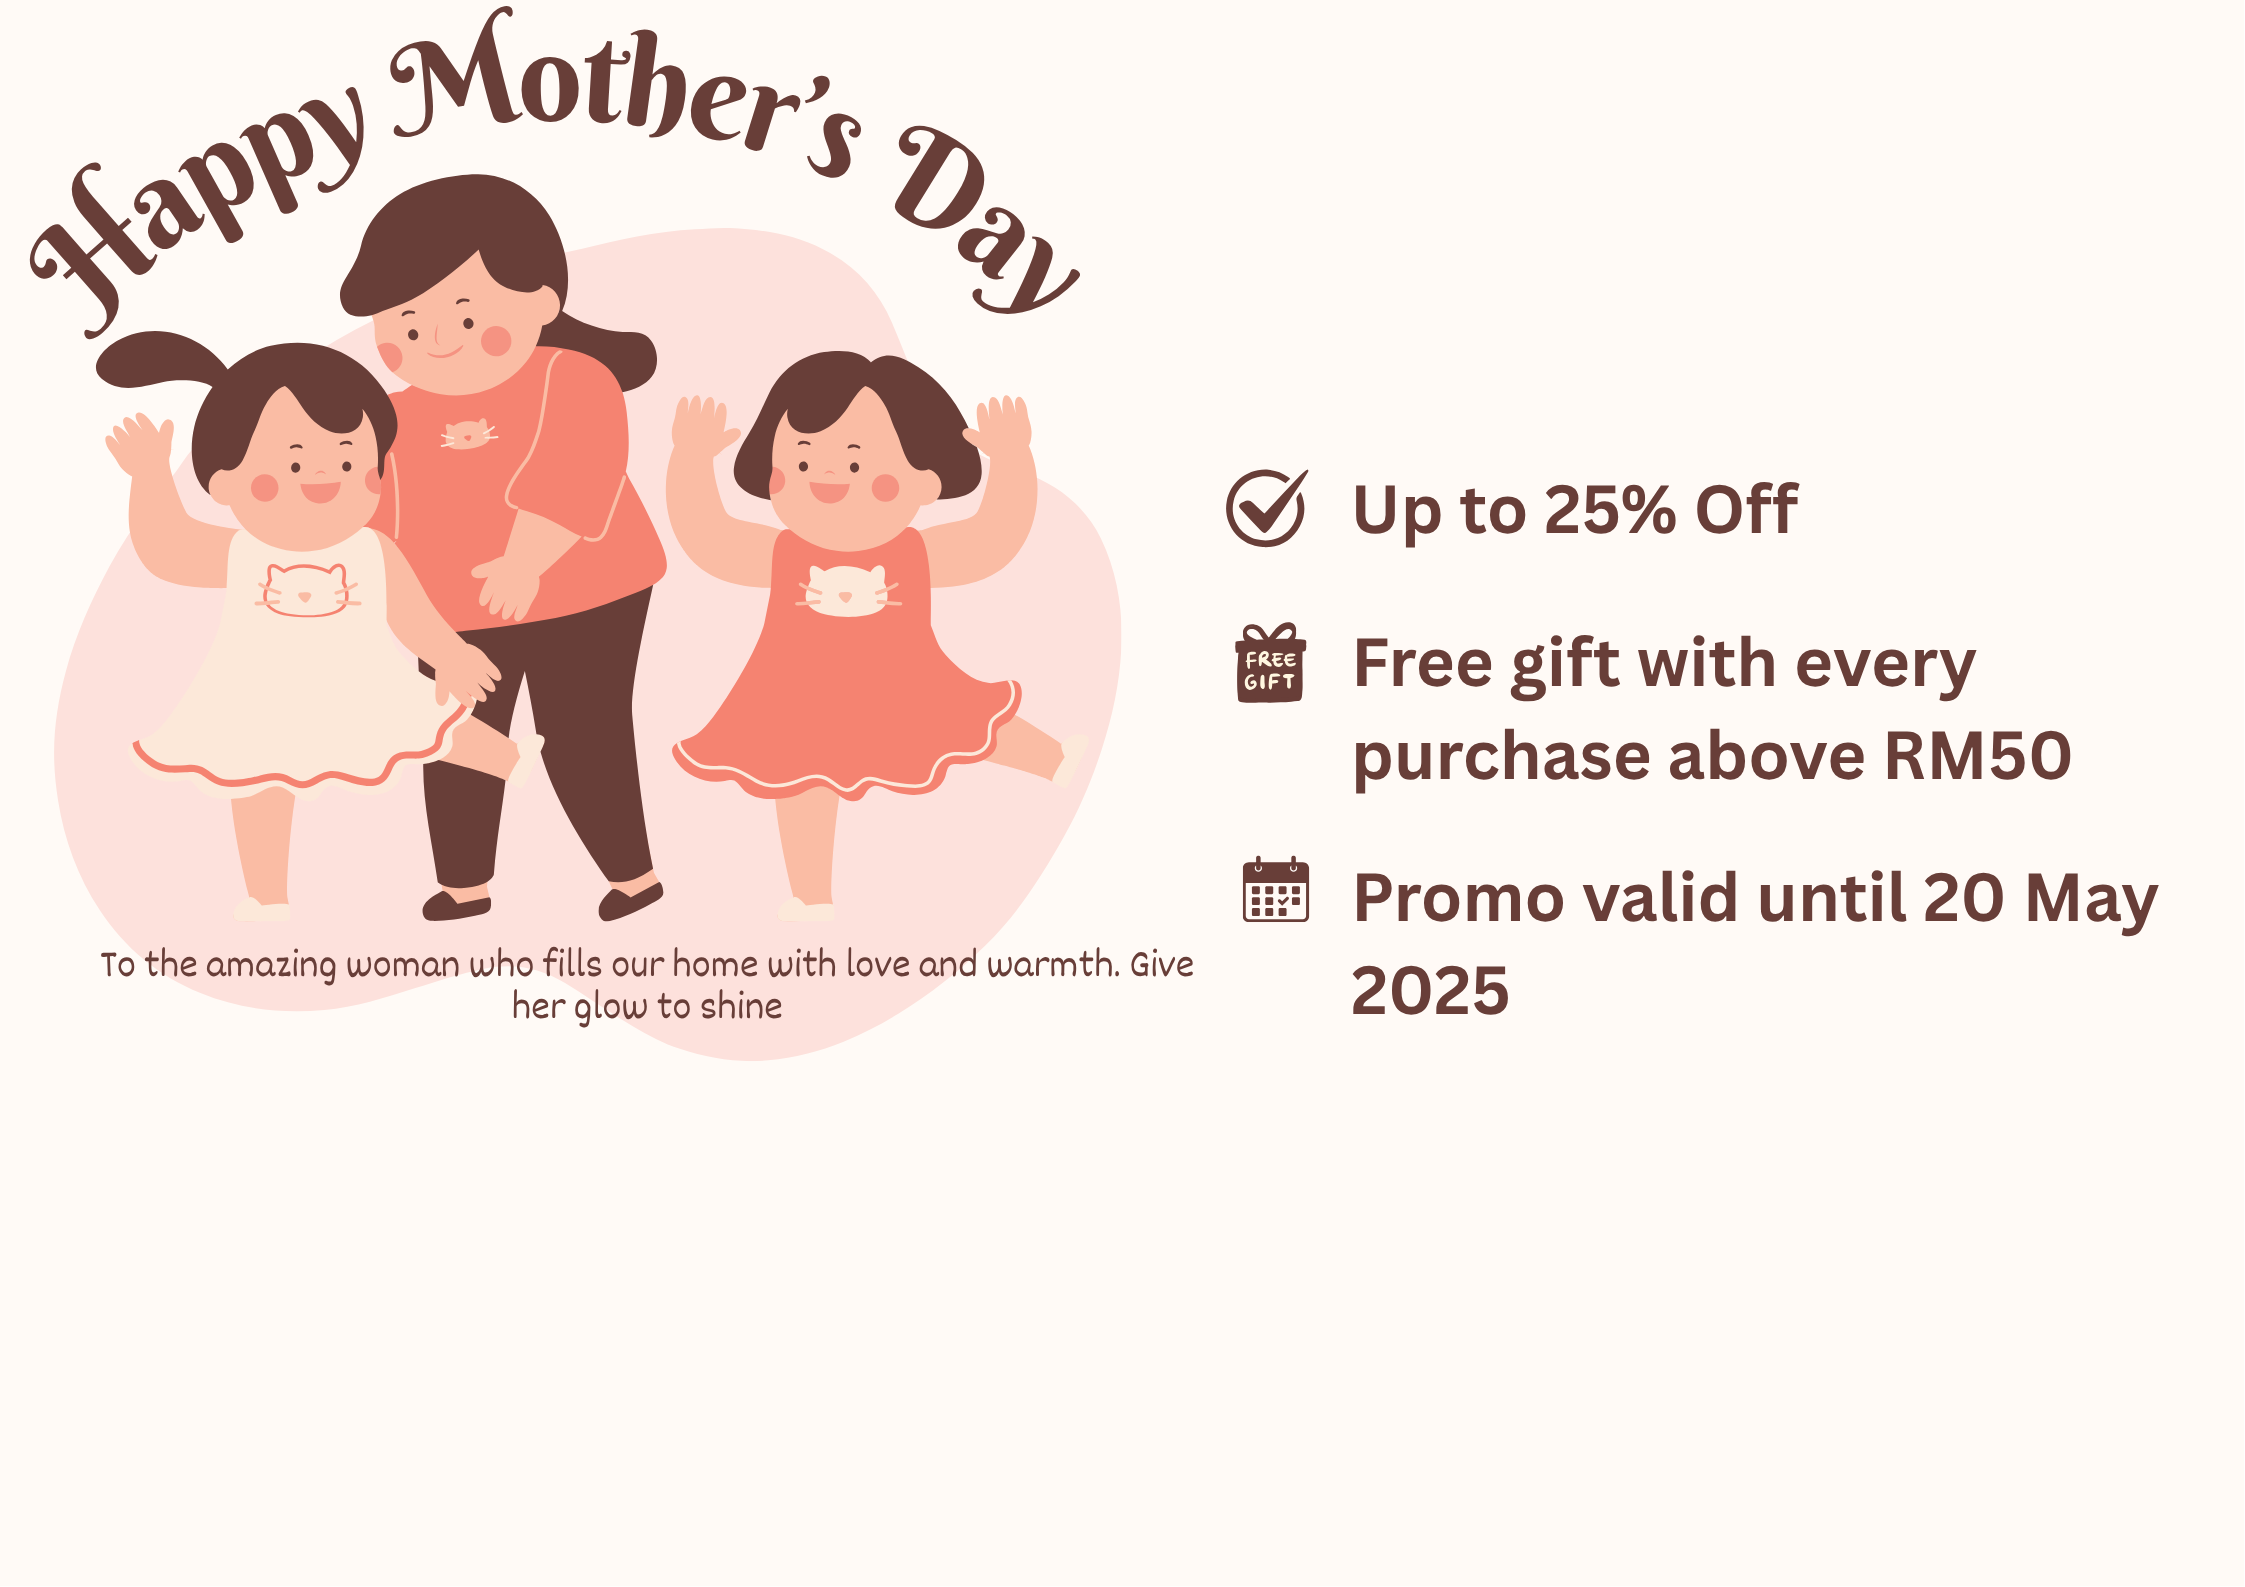 Happy Mother's Day
To the amazing woman who fills our home with love and warmth. Give
her glow to shine
Up to 25% Off
FREE
GIFT
Free gift with every
purchase above RM50
Promo valid until 20 May
2025